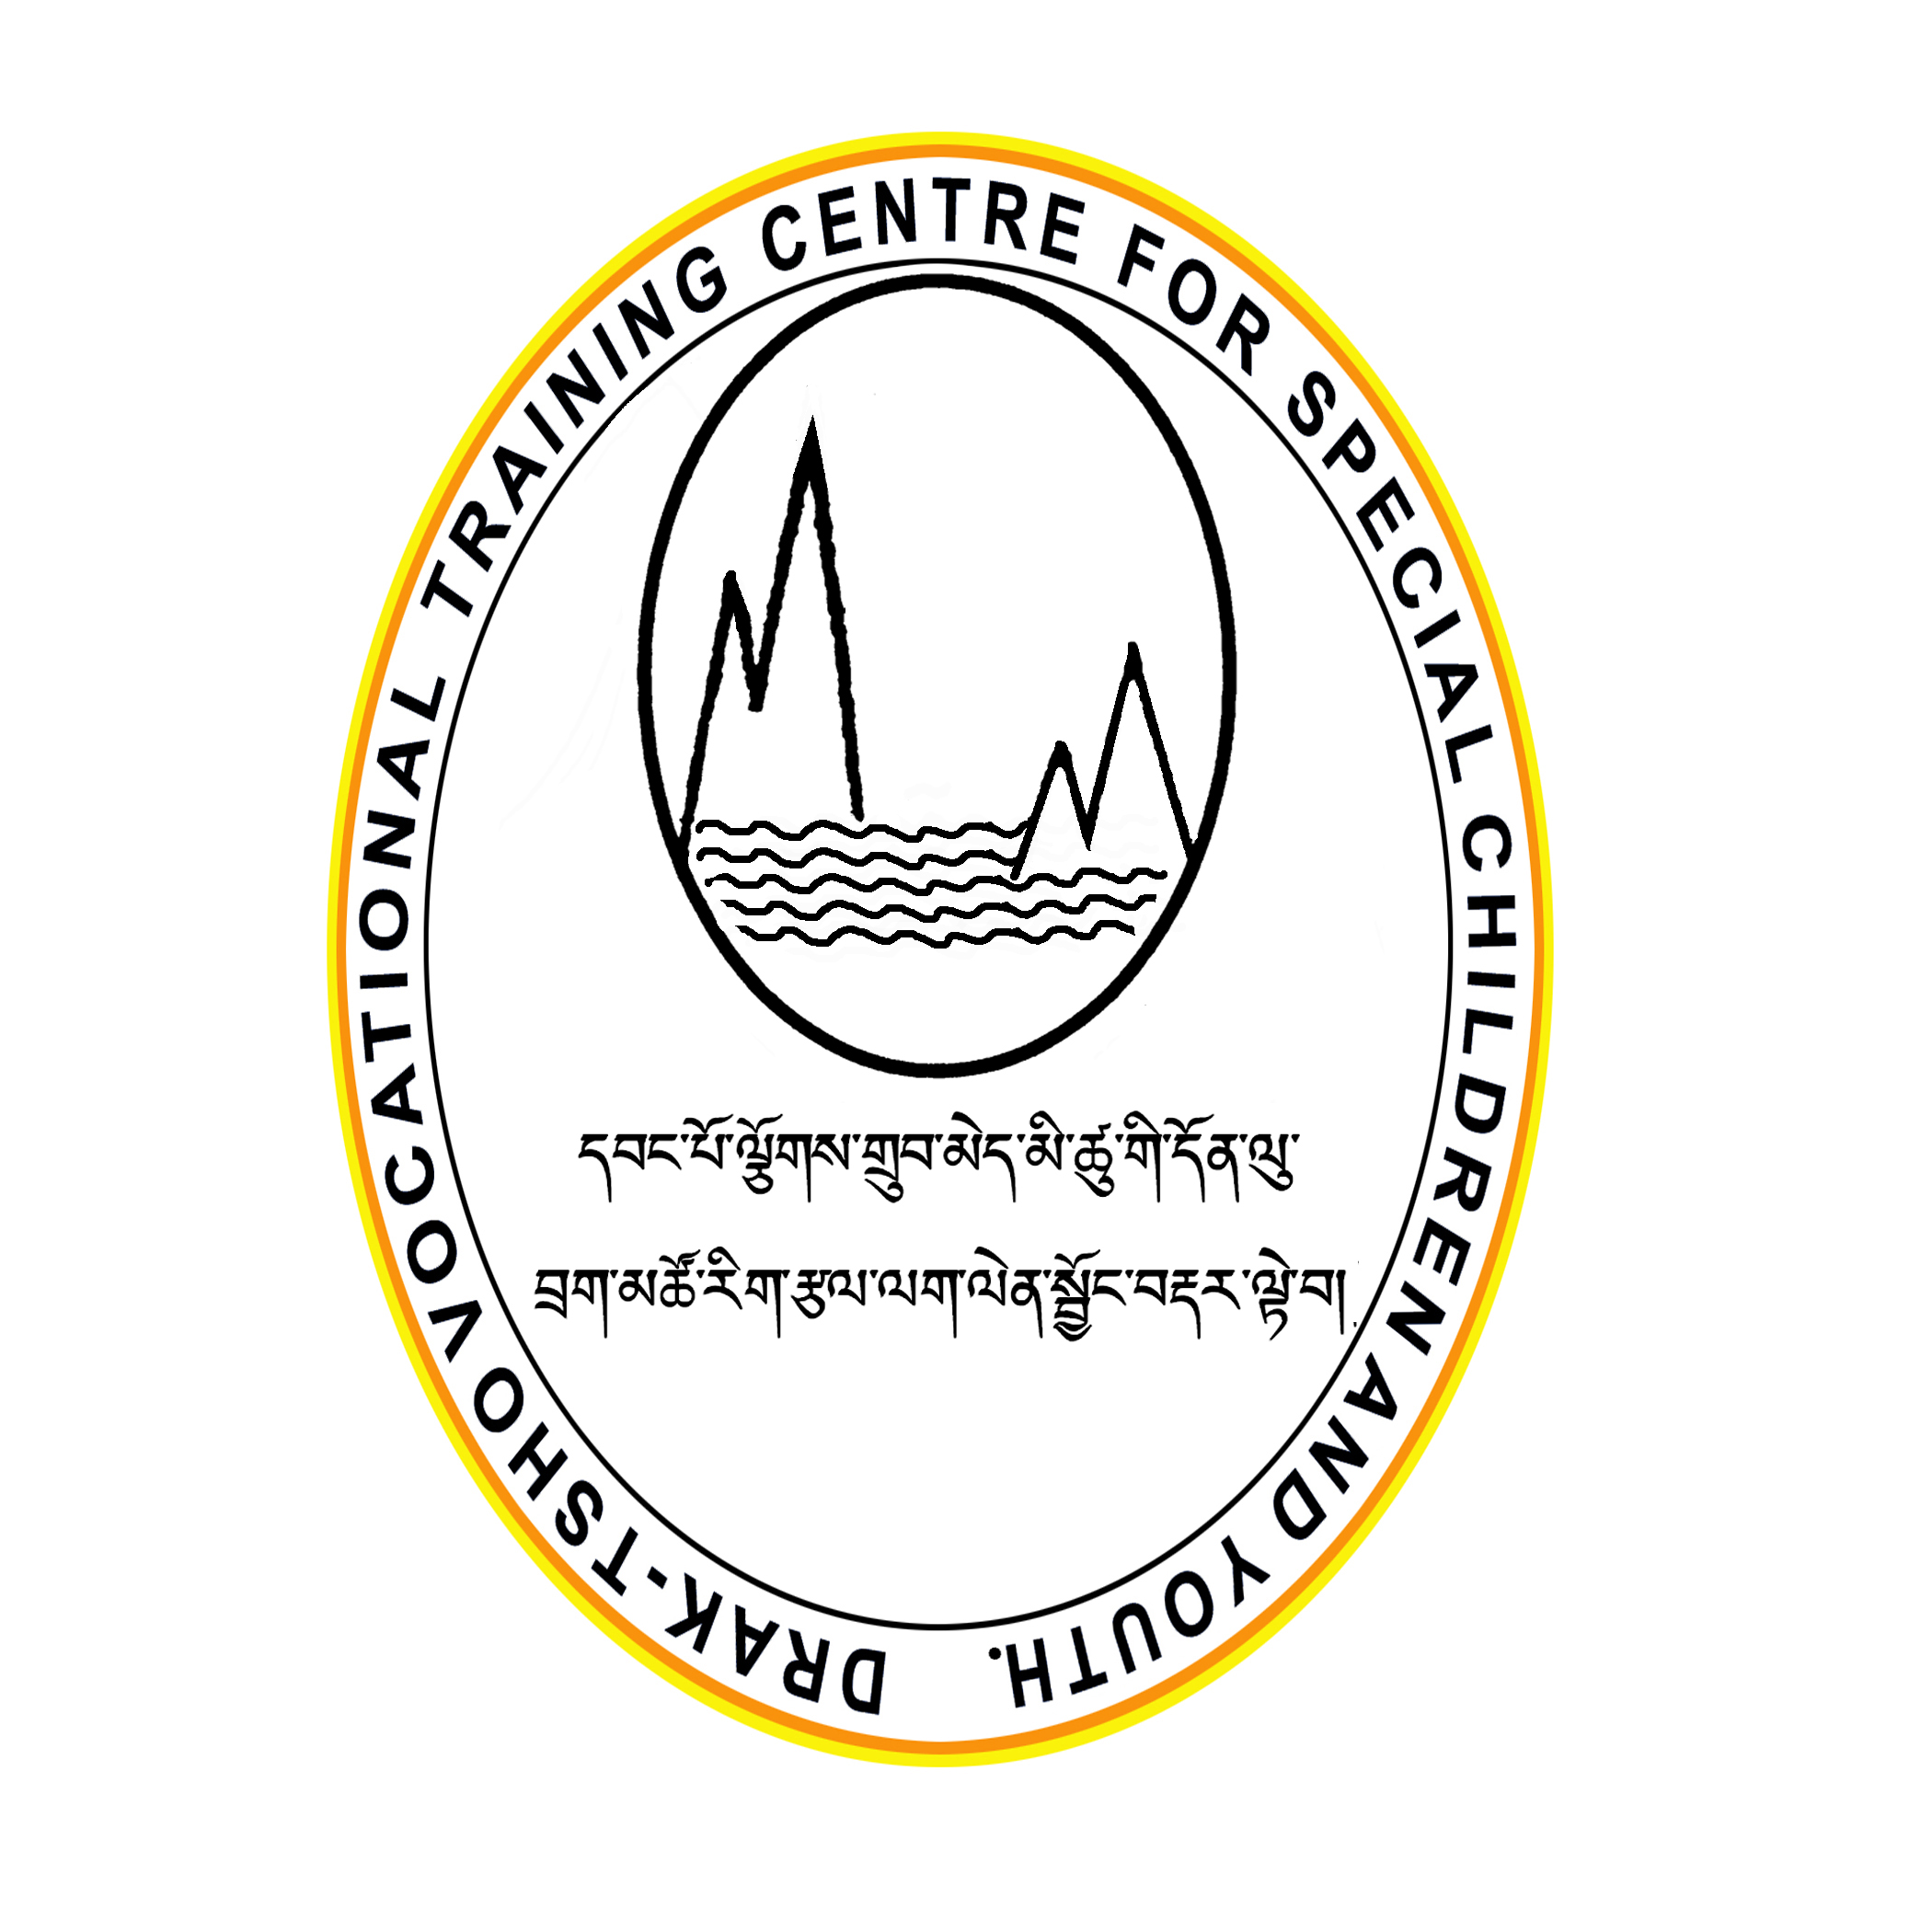 DRAK-TSHO VOCATIONAL TRAINING CENTRE FOR SPECIAL CHILDREN AND YOUTH.
དབང་པོ་ལྷོགས་གྲུབ་མེད་མི་ཚུ་གི་དོན་ལུ་
བྲག་མཚོ་རིག་རྩལ་ལག་ལེན་སྦྱོང་བརྡར་ལྟེབ།